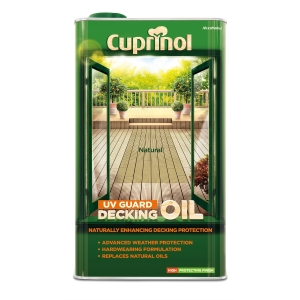 Cuprinol
Natural
UV GUARD
DECKING OIL
NATURALLY ENHANCING DECKING PROTECTION
• ADVANCED WEATHER PROTECTION
• HARDWEARING FORMULATION
• REPLACES NATURAL OILS